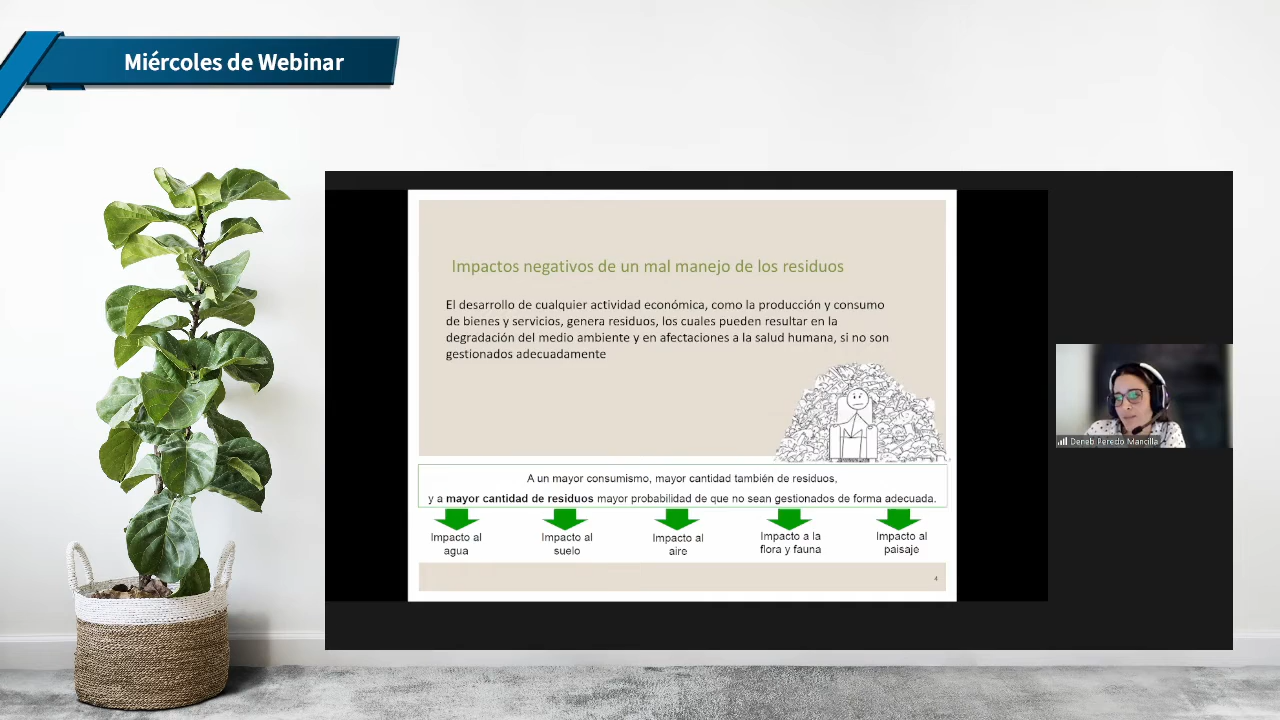 Miércoles de Webinar
Impactos negativos de un mal manejo de los residuos
El desarrollo de cualquier actividad económica, como la producción y consumo
de bienes y servicios, genera residuos, los cuales pueden resultar en la
degradación del medio ambiente y en afectaciones a la salud humana, si no son
gestionados adecuadamente
A un mayor consumismo, mayor cantidad también de residuos,
y a mayor cantidad de residuos mayor probabilidad de que no sean gestionados de forma adecuada.
Impacto al
agua
Impacto al
suelo
Impacto al
aire
Impacto a la
flora y fauna
Impacto al
paisaje
4
Deneb Peredo Mancilla